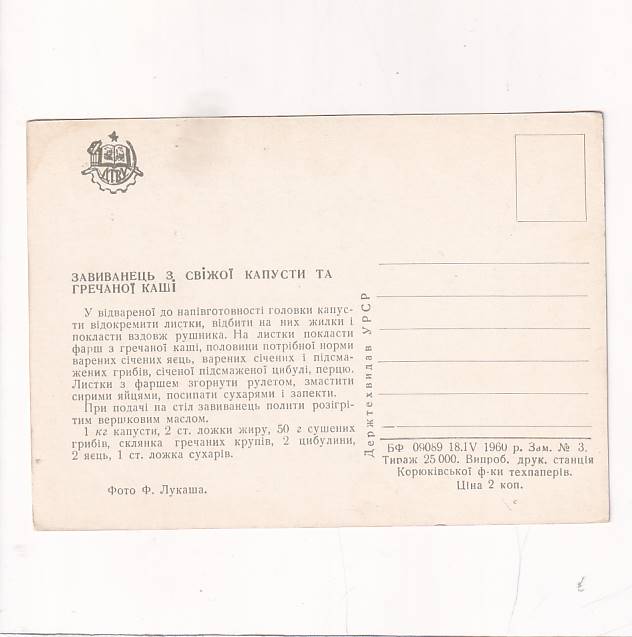 ДТВУ
ЗАВИВАНЕЦЬ З СВІЖОЇ КАПУСТИ ТА
ГРЕЧАНОЇ КАШІ
У відвареної до напівготовності головки капус-
ти відокремити листки, відбити на них жилки і
покласти вздовж рушника. На листки покласти
фарш з гречаної каші, половини потрібної норми
варених січених яєць, варених січених і підсма-
жених грибів, січеної підсмаженої цибулі, перцю.
Листки з фаршем згорнути рулетом, змастити
сирими яйцями, посипати сухарями і запекти.
При подачі на стіл завиванець полити розігрі-
тим вершковим маслом.
1 кг капусти, 2 ст. ложки жиру, 50 г сушених
грибів, склянка гречаних крупів, 2 цибулини,
2 яєць, 1 ст. ложка сухарів.
Фото Ф. Лукаша.
Держтехвидав УРСР
БФ 09089 18.IV 1960 р. Зам. № 3.
Тираж 25 000. Випроб. друк. станція
Корюківської ф-ки техпаперів.
Ціна 2 коп.